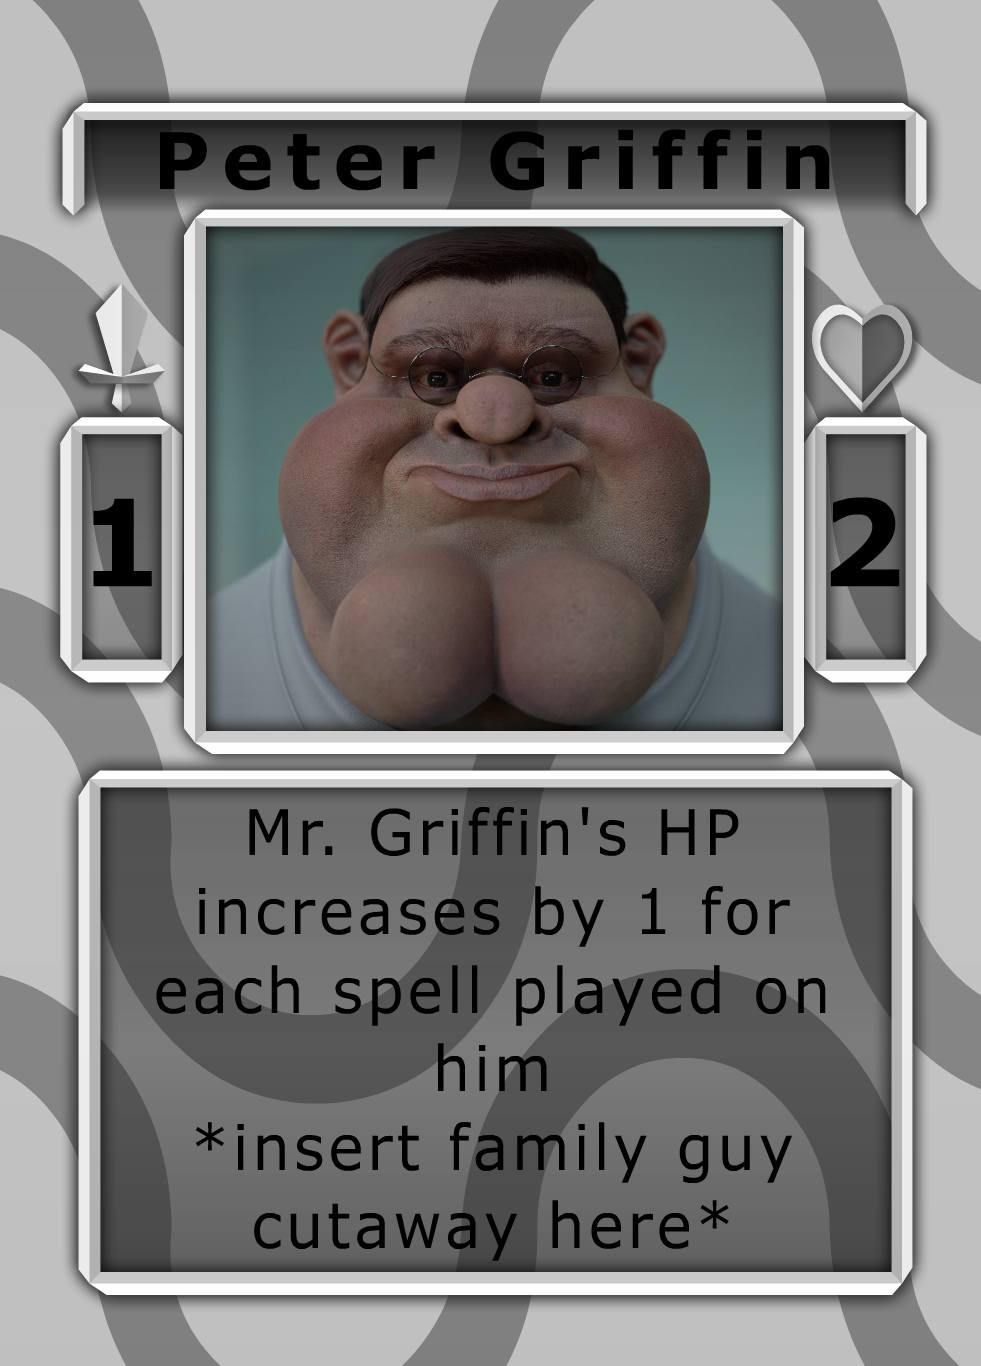 Peter Griffin
1
2
Mr. Griffin's HP
increases by 1 for
each spell played on
him
*insert family guy
cutaway here*